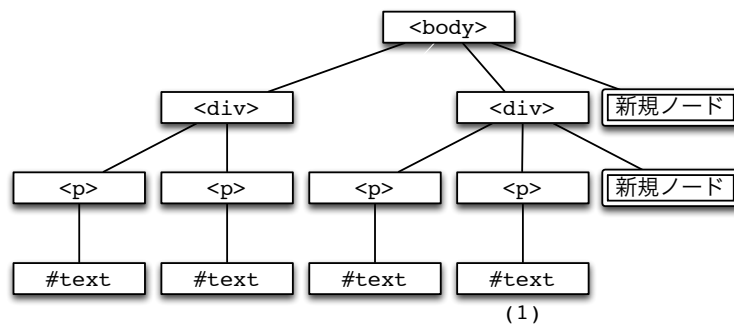 <body>
<div>
<div>
新規ノード
<p>
<p>
<p>
<p>
新規ノード
#text
#text
#text
#text
(1)